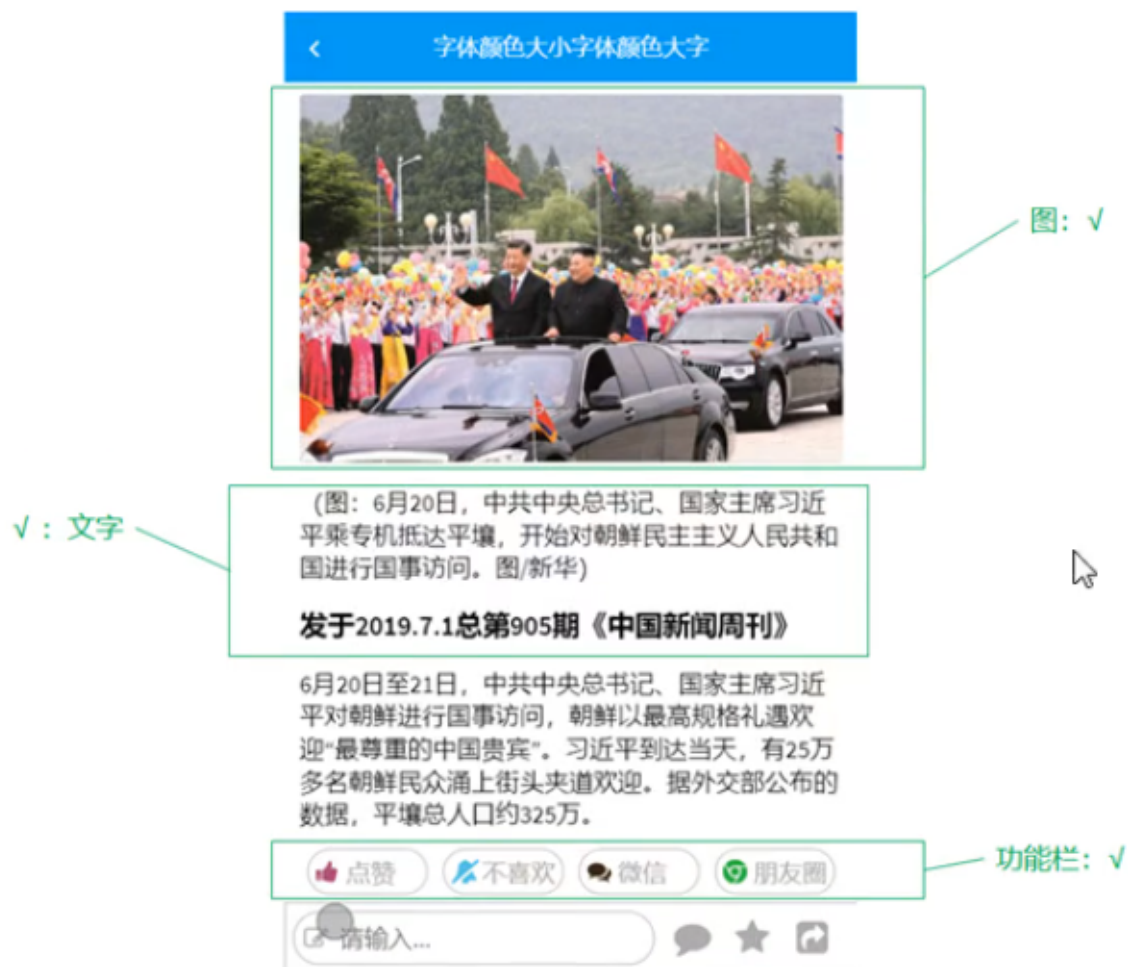 字体颜色大小字体颜色大字
图：√
(图：6月20日，中共中央总书记、国家主席习近
平乘专机抵达平壤，开始对朝鲜民主主义人民共和
国进行国事访问。图/新华)
√：文字
发于2019.7.1总第905期《中国新闻周刊》
6月20日至21日，中共中央总书记、国家主席习近
平对朝鲜进行国事访问，朝鲜以最高规格礼遇欢
迎“最尊重的中国贵宾”。习近平到达当天，有25万
多名朝鲜民众涌上街头夹道欢迎。据外交部公布的
数据，平壤总人口约325万。
点赞 不喜欢 微信 朋友圈
功能栏：√
请输入...